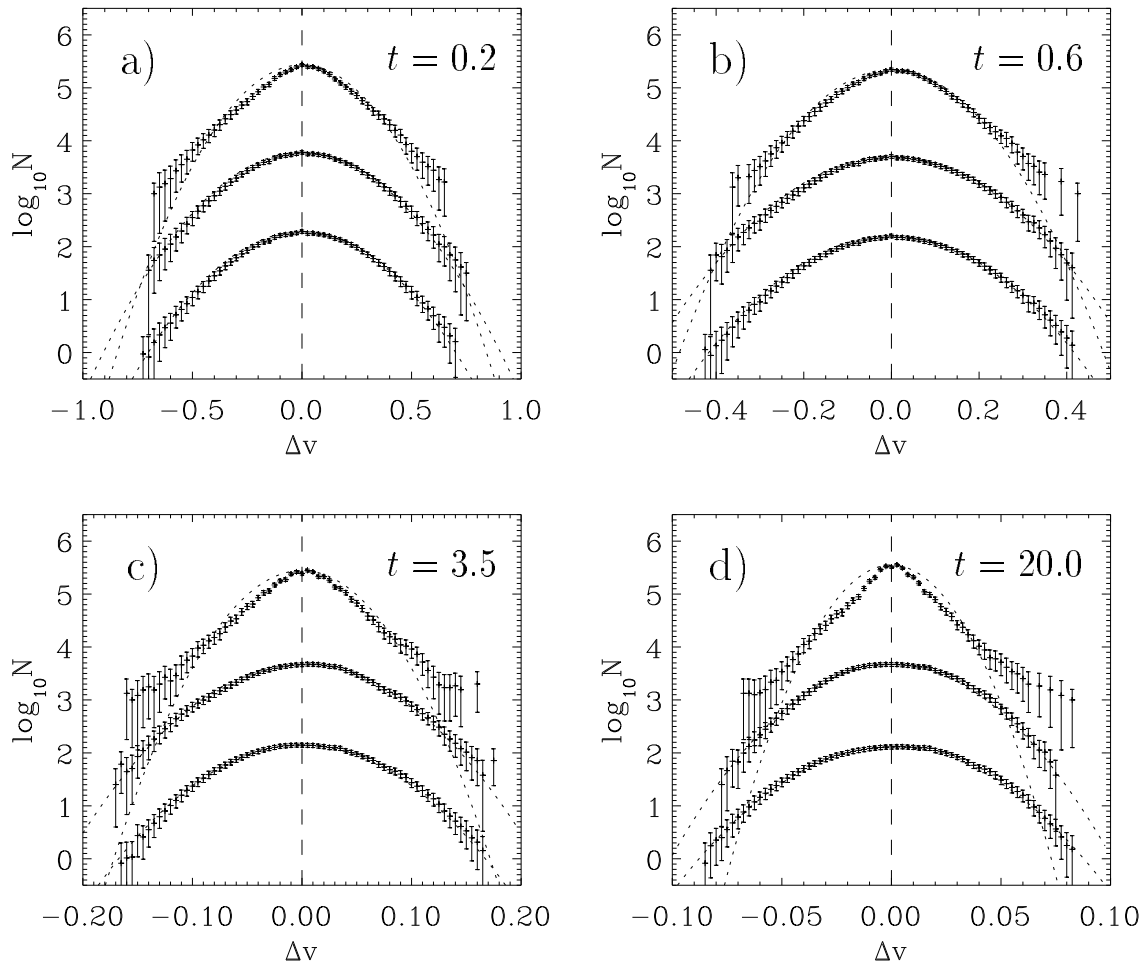 a) t = 0.2
log₁₀N
6
5
4
3
2
1
0
−1.0 −0.5 0.0 0.5 1.0
Δv
b) t = 0.6
log₁₀N
6
5
4
3
2
1
0
−0.4 −0.2 0.0 0.2 0.4
Δv
c) t = 3.5
log₁₀N
6
5
4
3
2
1
0
−0.20 −0.10 0.00 0.10 0.20
Δv
d) t = 20.0
log₁₀N
6
5
4
3
2
1
0
−0.10 −0.05 0.00 0.05 0.10
Δv